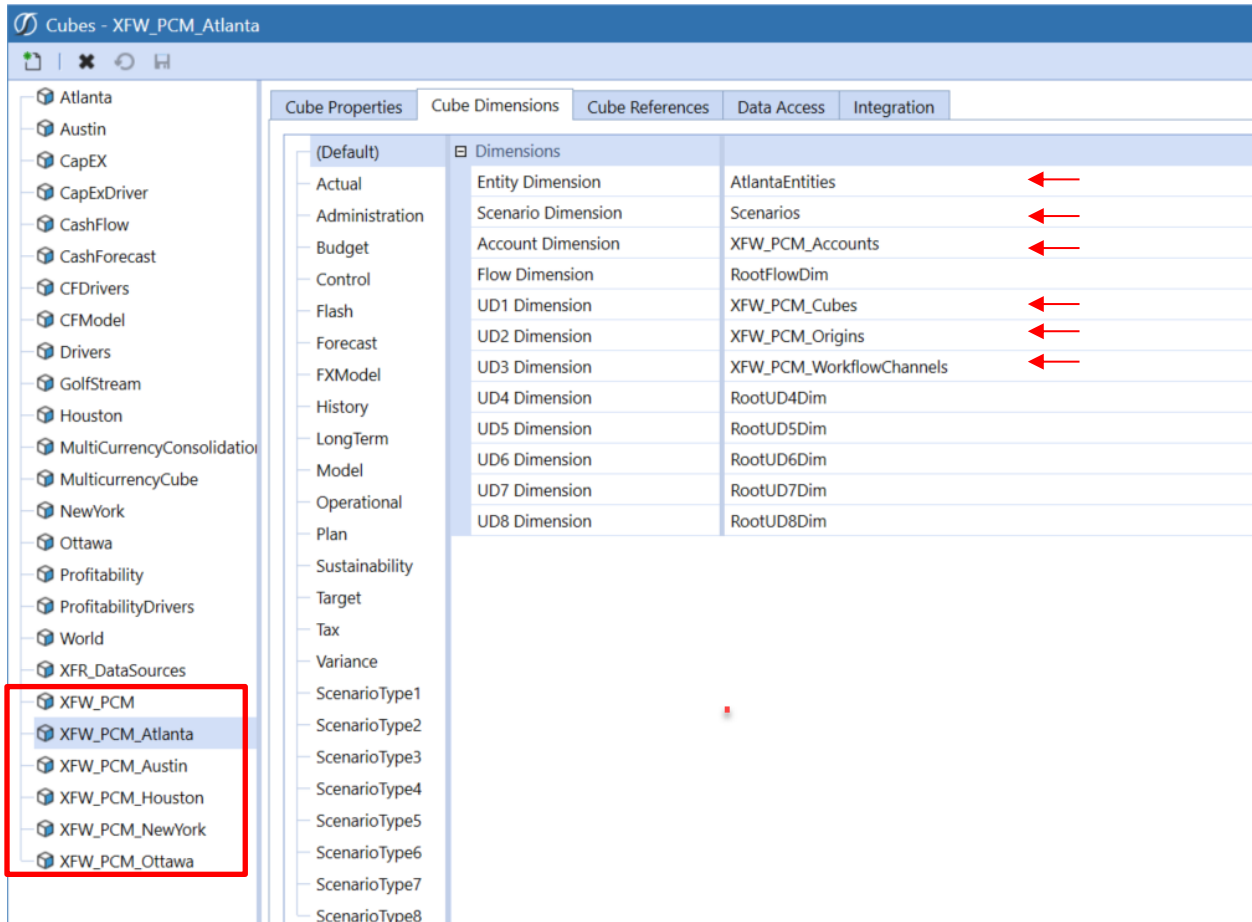 Cubes - XFW_PCM_Atlanta
Atlanta
Austin
CapEX
CapExDriver
CashFlow
CashForecast
CFDrivers
CFModel
Drivers
GolfStream
Houston
MultiCurrencyConsolidation
MulticurrencyCube
NewYork
Ottawa
Profitability
ProfitabilityDrivers
World
XFR_DataSources
XFW_PCM
XFW_PCM_Atlanta
XFW_PCM_Austin
XFW_PCM_Houston
XFW_PCM_NewYork
XFW_PCM_Ottawa
Cube Properties Cube Dimensions Cube References Data Access Integration
(Default)
Actual
Administration
Budget
Control
Flash
Forecast
FXModel
History
LongTerm
Model
Operational
Plan
Sustainability
Target
Tax
Variance
ScenarioType1
ScenarioType2
ScenarioType3
ScenarioType4
ScenarioType5
ScenarioType6
ScenarioType7
ScenarioType8
Dimensions
Entity Dimension AtlantaEntities
Scenario Dimension Scenarios
Account Dimension XFW_PCM_Accounts
Flow Dimension RootFlowDim
UD1 Dimension XFW_PCM_Cubes
UD2 Dimension XFW_PCM_Origins
UD3 Dimension XFW_PCM_WorkflowChannels
UD4 Dimension RootUD4Dim
UD5 Dimension RootUD5Dim
UD6 Dimension RootUD6Dim
UD7 Dimension RootUD7Dim
UD8 Dimension RootUD8Dim